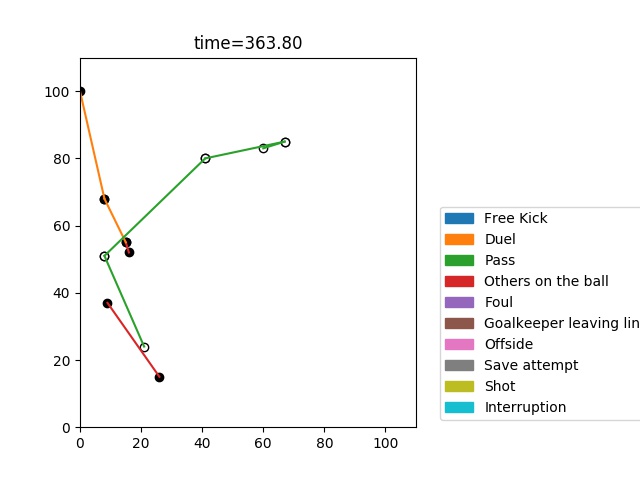 time=363.80
100
80
60
40
20
0
0 20 40 60 80 100
Free Kick
Duel
Pass
Others on the ball
Foul
Goalkeeper leaving lin
Offside
Save attempt
Shot
Interruption